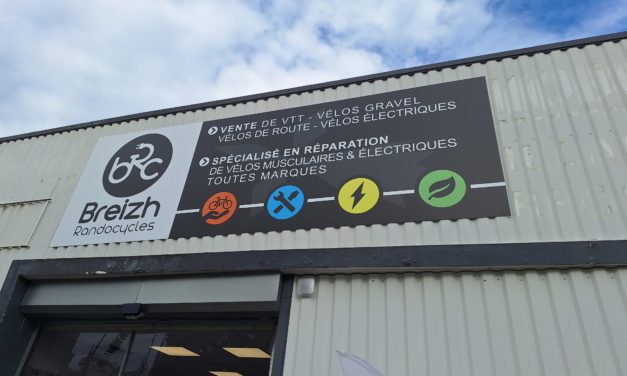 bRc
Breizh
Randocycles
VENTE DE VTT - VÉLOS GRAVEL
VÉLOS DE ROUTE - VÉLOS ÉLECTRIQUES
SPÉCIALISÉ EN RÉPARATION
DE VÉLOS MUSCULAIRES & ÉLECTRIQUES
TOUTES MARQUES